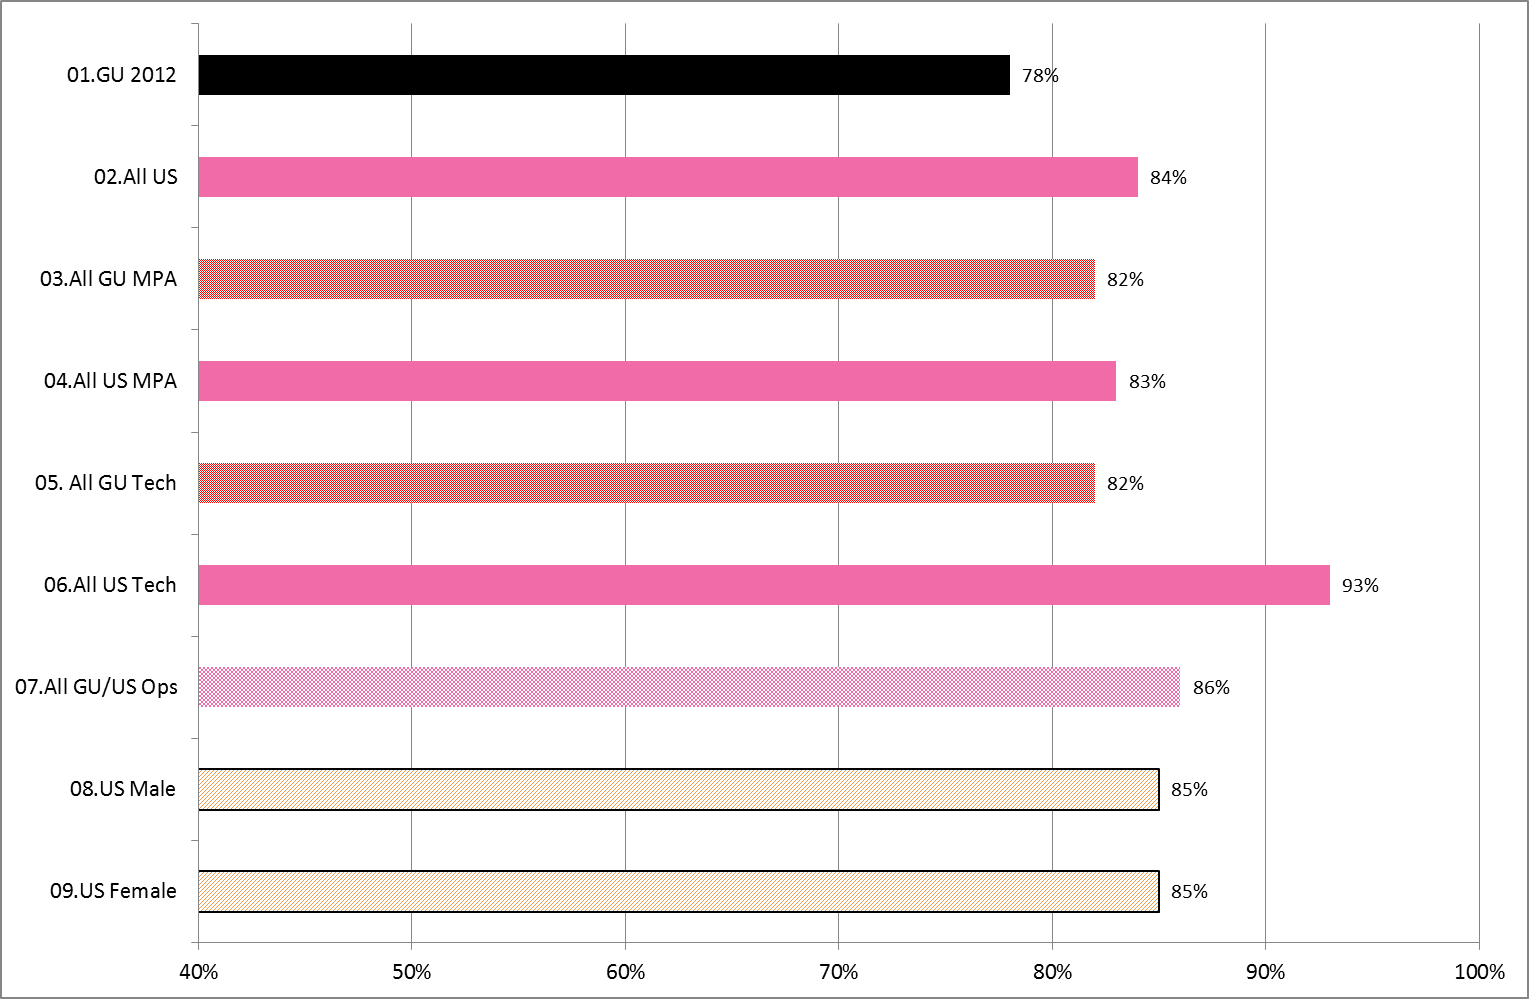 01.GU 2012
78%
02.All US
84%
03.All GU MPA
82%
04.All US MPA
83%
05. All GU Tech
82%
06.All US Tech
93%
07.All GU/US Ops
86%
08.US Male
85%
09.US Female
85%
40% 50% 60% 70% 80% 90% 100%